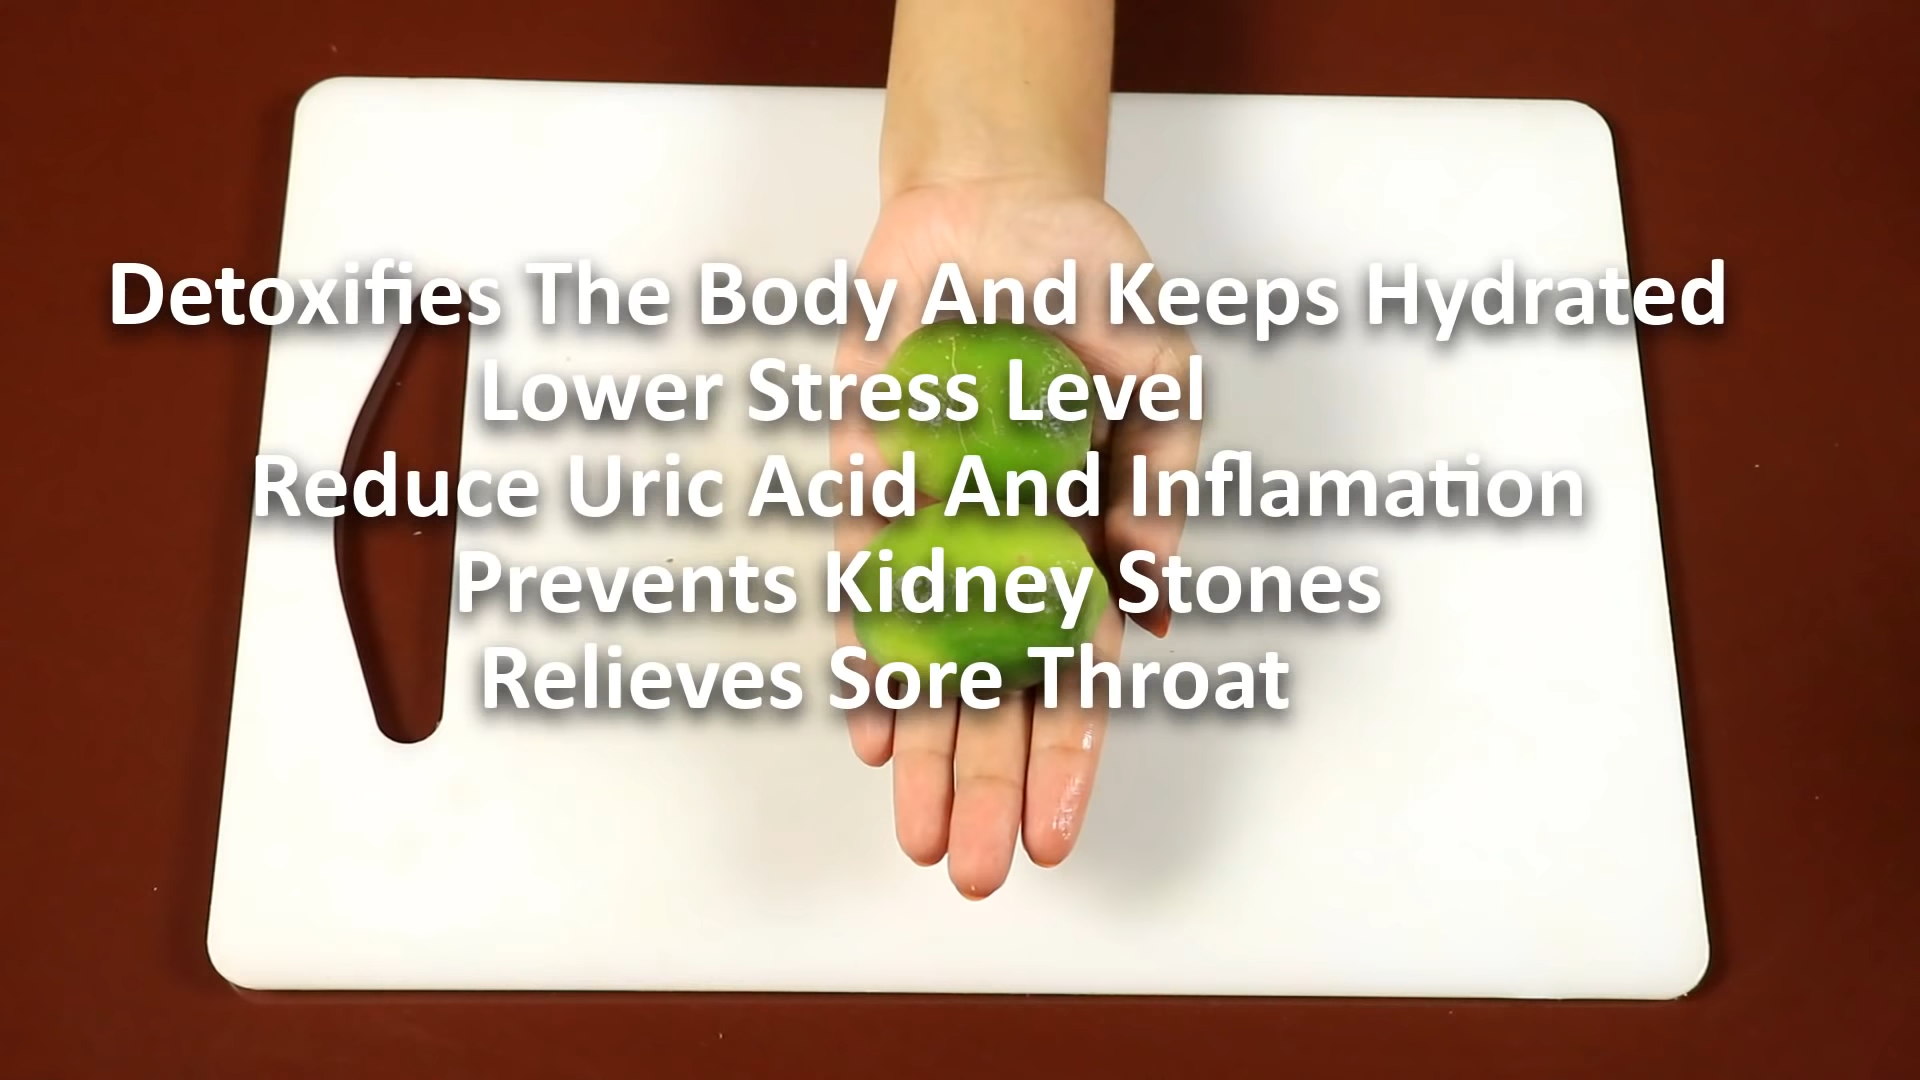 Detoxifies The Body And Keeps Hydrated
Lower Stress Level
Reduce Uric Acid And Inflamation
Prevents Kidney Stones
Relieves Sore Throat